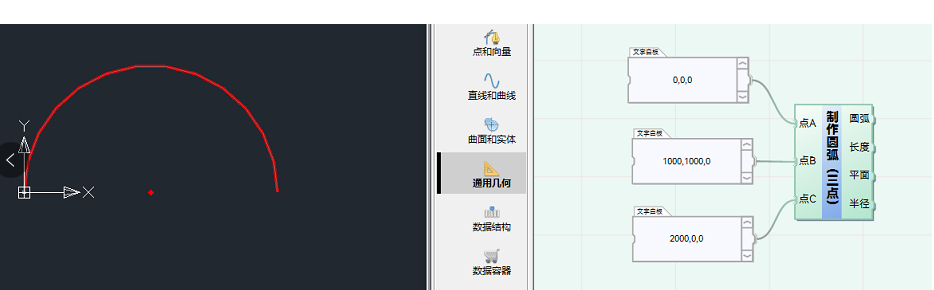 Y
X
点和向量
直线和曲线
曲面和实体
通用几何
数据结构
数据容器
文字白板
0,0,0
文字白板
1000,1000,0
文字白板
2000,0,0
点A
点B
点C
制作圆弧（三点）
圆弧
长度
平面
半径